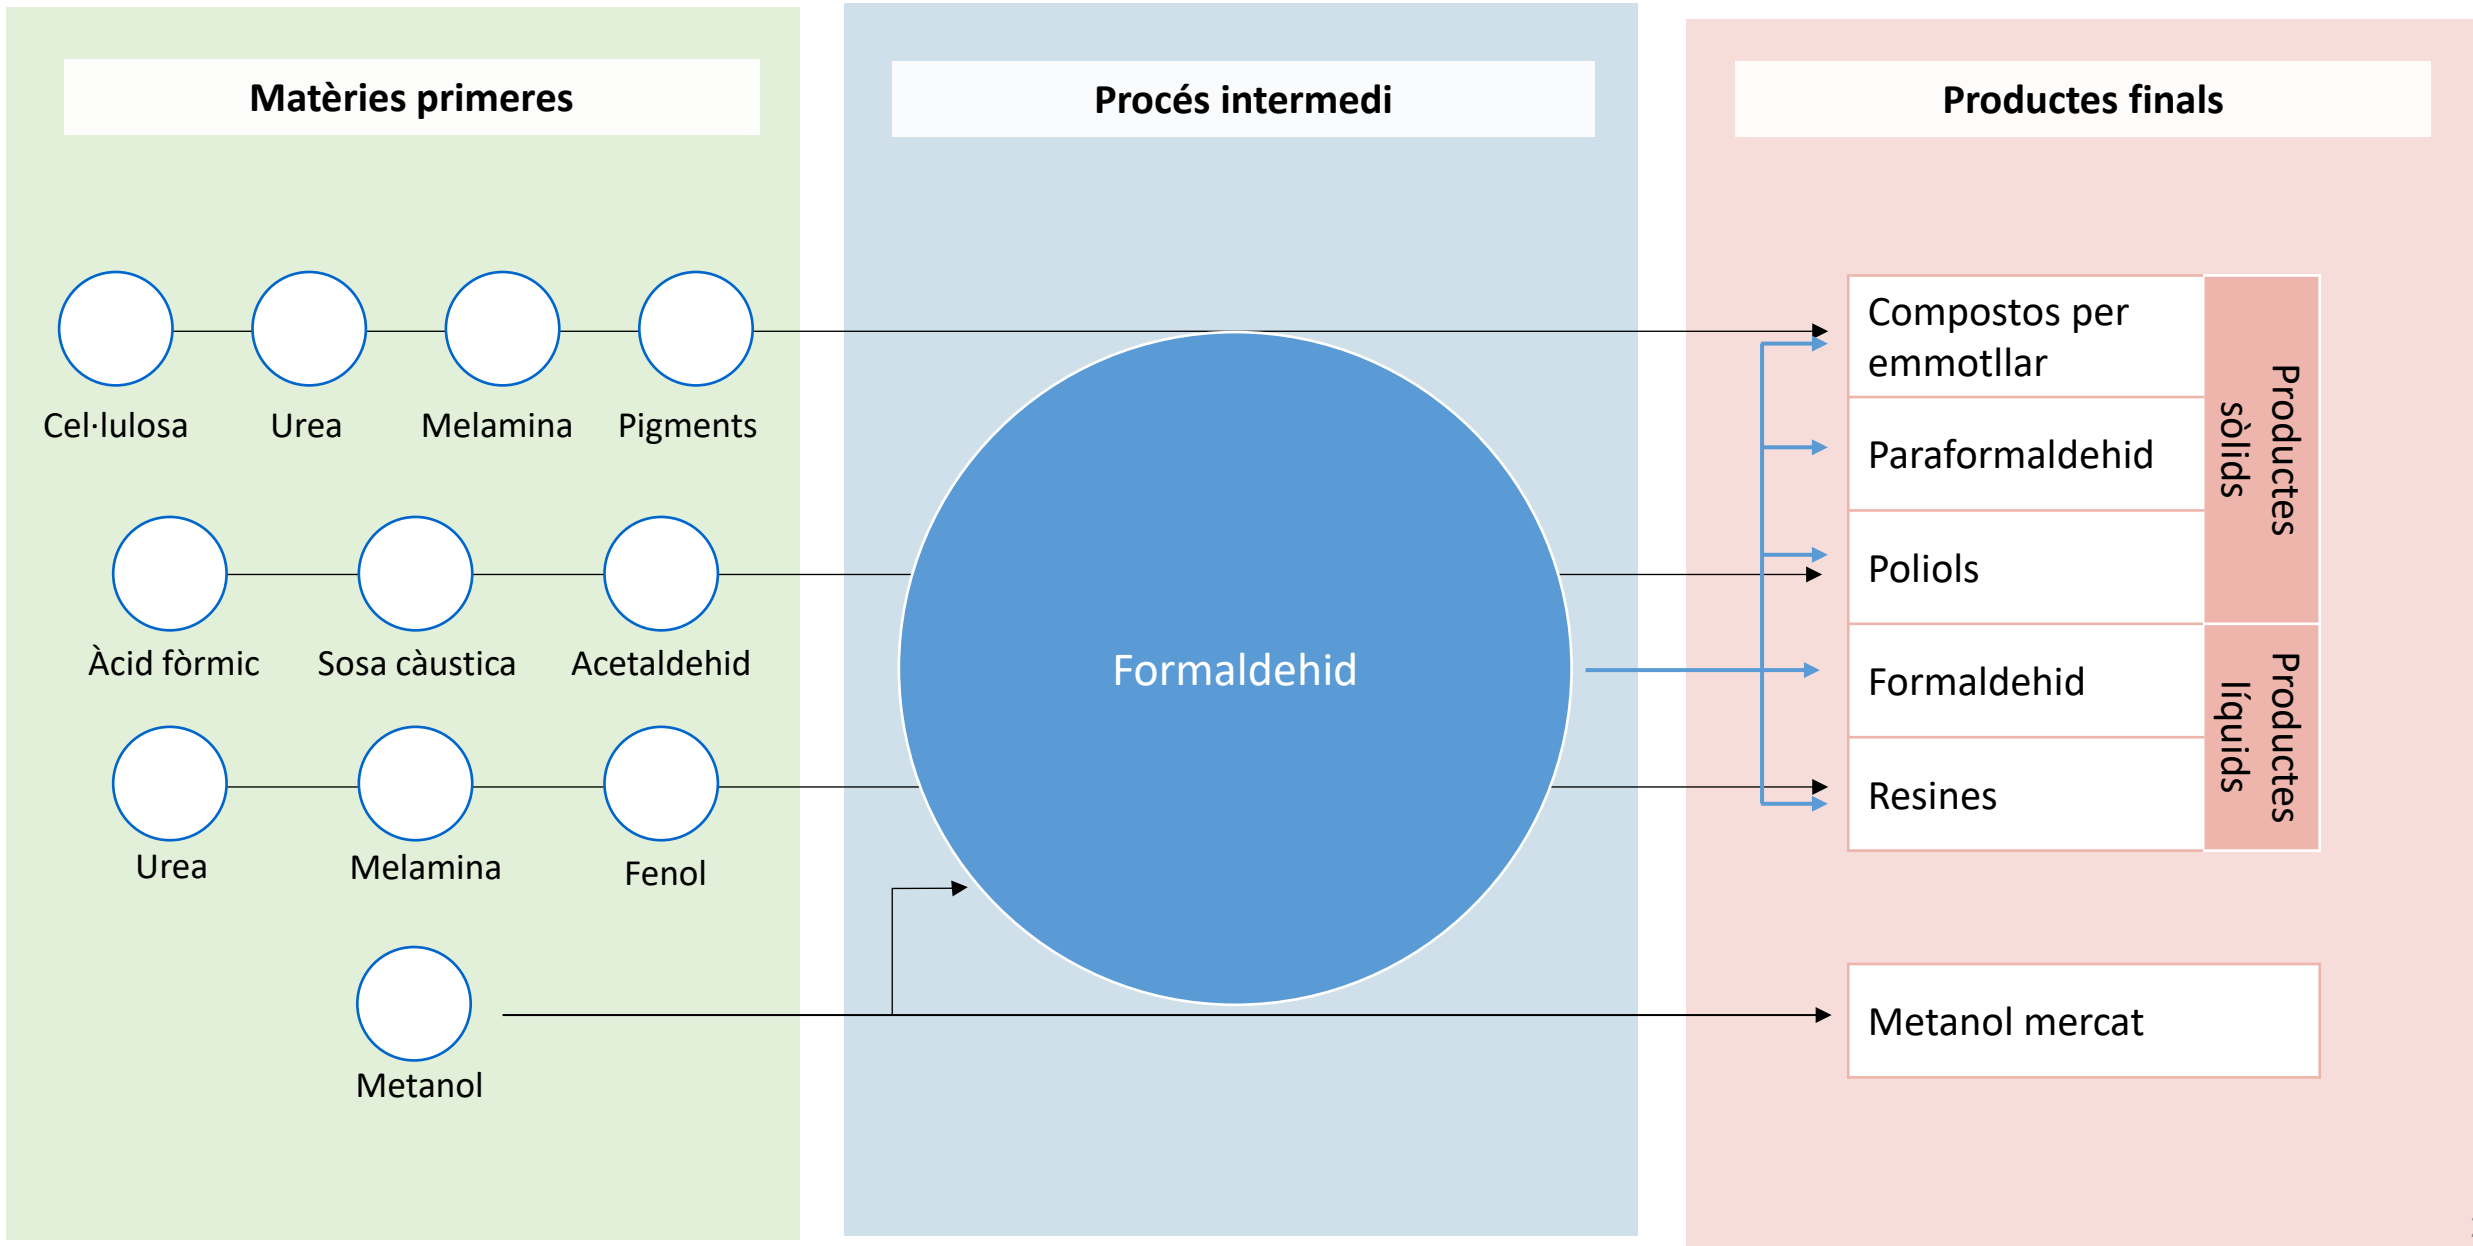 Matèries primeres
Procés intermedi
Productes finals
Cel·lulosa
Urea
Melamina
Pigments
Àcid fòrmic
Sosa càustica
Acetaldehid
Urea
Melamina
Fenol
Metanol
Formaldehid
Compostos per
emmotllar
Paraformaldehid
Poliols
Formaldehid
Resines
Productes
sòlids
Productes
líquids
Metanol mercat